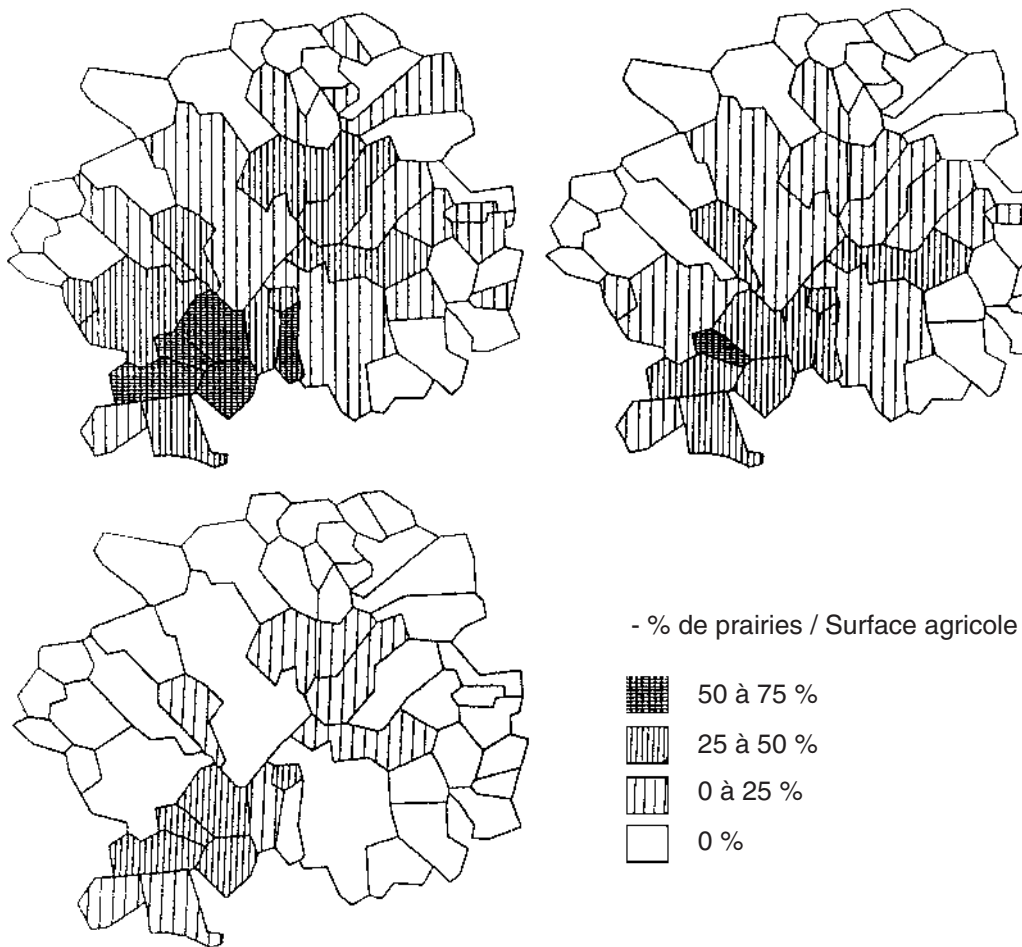 - % de prairies / Surface agricole
50 à 75 %
25 à 50 %
0 à 25 %
0 %